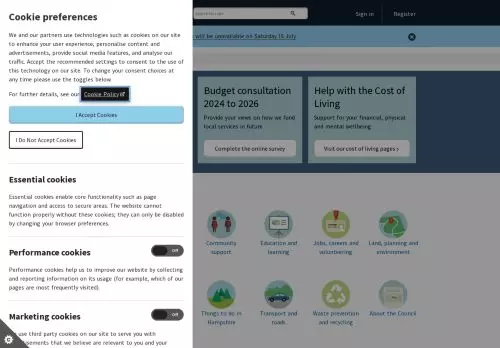 Cookie preferences
We and our partners use technologies such as cookies on our site
to enhance your user experience, personalise content and
advertisements, provide social media features, and analyse our
traffic. Accept the recommended settings to consent to the use of
this technology on our site. To change your consent choices at
any time please use the toggles below.
For further details, see our Cookie Policy
I Accept Cookies
I Do Not Accept Cookies
Essential cookies
Essential cookies enable core functionality such as page
navigation and access to secure areas. The website cannot
function properly without these cookies; they can only be disabled
by changing your browser preferences.
Performance cookies
Off
Performance cookies help us to improve our website by collecting
and reporting information on its usage (for example, which of our
pages are most frequently visited).
Marketing cookies
Off
use third party cookies on our site to serve you with
that we believe are relevant to you and your
Sign in
Register
will be unavailable on Saturday 15 July
Budget consultation
2024 to 2026
Provide your views on how we fund
local services in future
Complete the online survey
Help with the Cost of
Living
Support for your financial, physical
and mental wellbeing
Visit our cost of living pages ›
Community
support
Education and
learning
Jobs, careers and
volunteering
Land, planning and
environment
Things to do in
Hampshire
Transport and
roads
Waste prevention
and recycling
About the Council